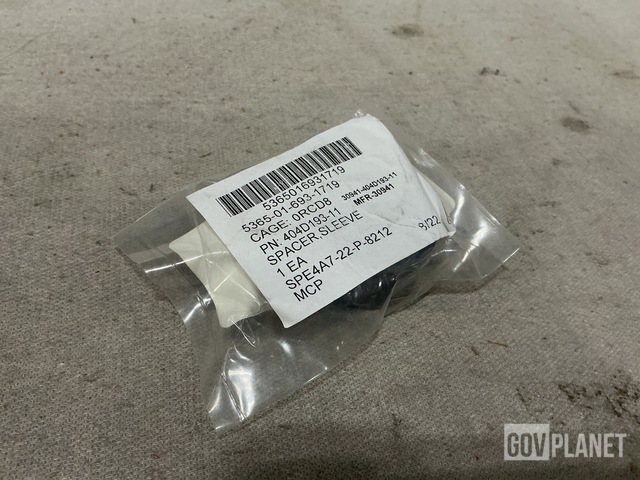 5365016931719
5365-01-693-1719
CAGE: 0RCD8 30941-404D193-11
PN: 404D193-11 MFR-30941
SPACER,SLEEVE
1 EA
SPE4A7-22-P-8212 8/22
MCP
GOVPLANET